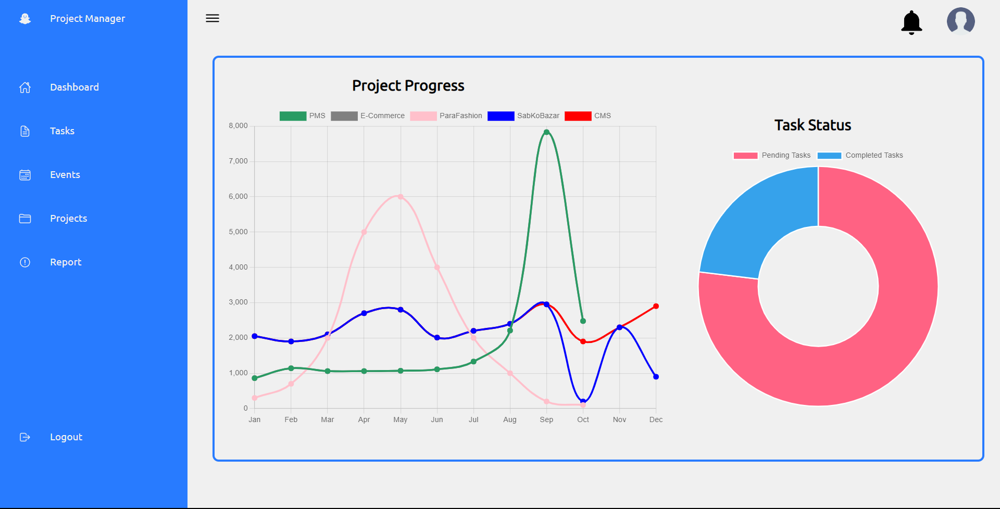 Project Manager
Dashboard
Tasks
Events
Projects
Report
Logout
Project Progress
PMS E-Commerce ParaFashion SabKoBazar CMS
8,000
7,000
6,000
5,000
4,000
3,000
2,000
1,000
0
Jan Feb Mar Apr May Jun Jul Aug Sep Oct Nov Dec
Task Status
Pending Tasks Completed Tasks